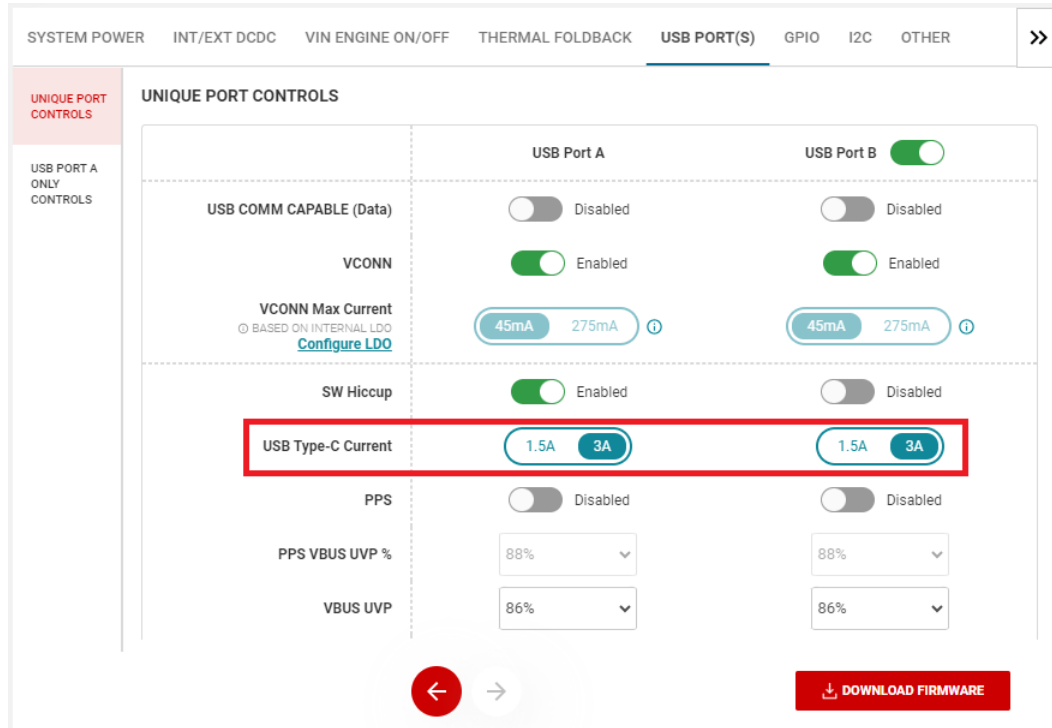 SYSTEM POWER INT/EXT DCDC VIN ENGINE ON/OFF THERMAL FOLDBACK USB PORT(S) GPIO I2C OTHER
UNIQUE PORT
CONTROLS
USB PORT A
ONLY
CONTROLS
UNIQUE PORT CONTROLS
USB Port A USB Port B
USB COMM CAPABLE (Data) Disabled Disabled
VCONN Enabled Enabled
VCONN Max Current
BASED ON INTERNAL LDO
Configure LDO
45mA 275mA 45mA 275mA
SW Hiccup Enabled Disabled
USB Type-C Current 1.5A 3A 1.5A 3A
PPS Disabled Disabled
PPS VBUS UVP % 88% 88%
VBUS UVP 86% 86%
DOWNLOAD FIRMWARE